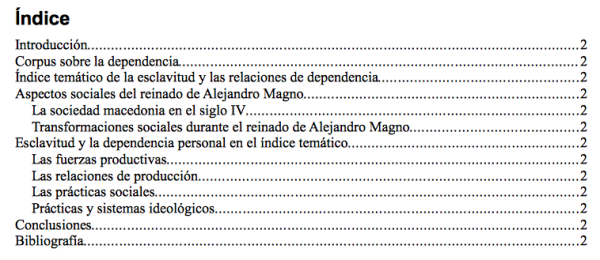 Índice
Introducción.....2
Corpus sobre la dependencia.....2
Índice temático de la esclavitud y las relaciones de dependencia.....2
Aspectos sociales del reinado de Alejandro Magno.....2
La sociedad macedonia en el siglo IV.....2
Transformaciones sociales durante el reinado de Alejandro Magno.....2
Esclavitud y la dependencia personal en el índice temático.....2
Las fuerzas productivas.....2
Las relaciones de producción.....2
Las prácticas sociales.....2
Prácticas y sistemas ideológicos.....2
Conclusiones.....2
Bibliografía.....2